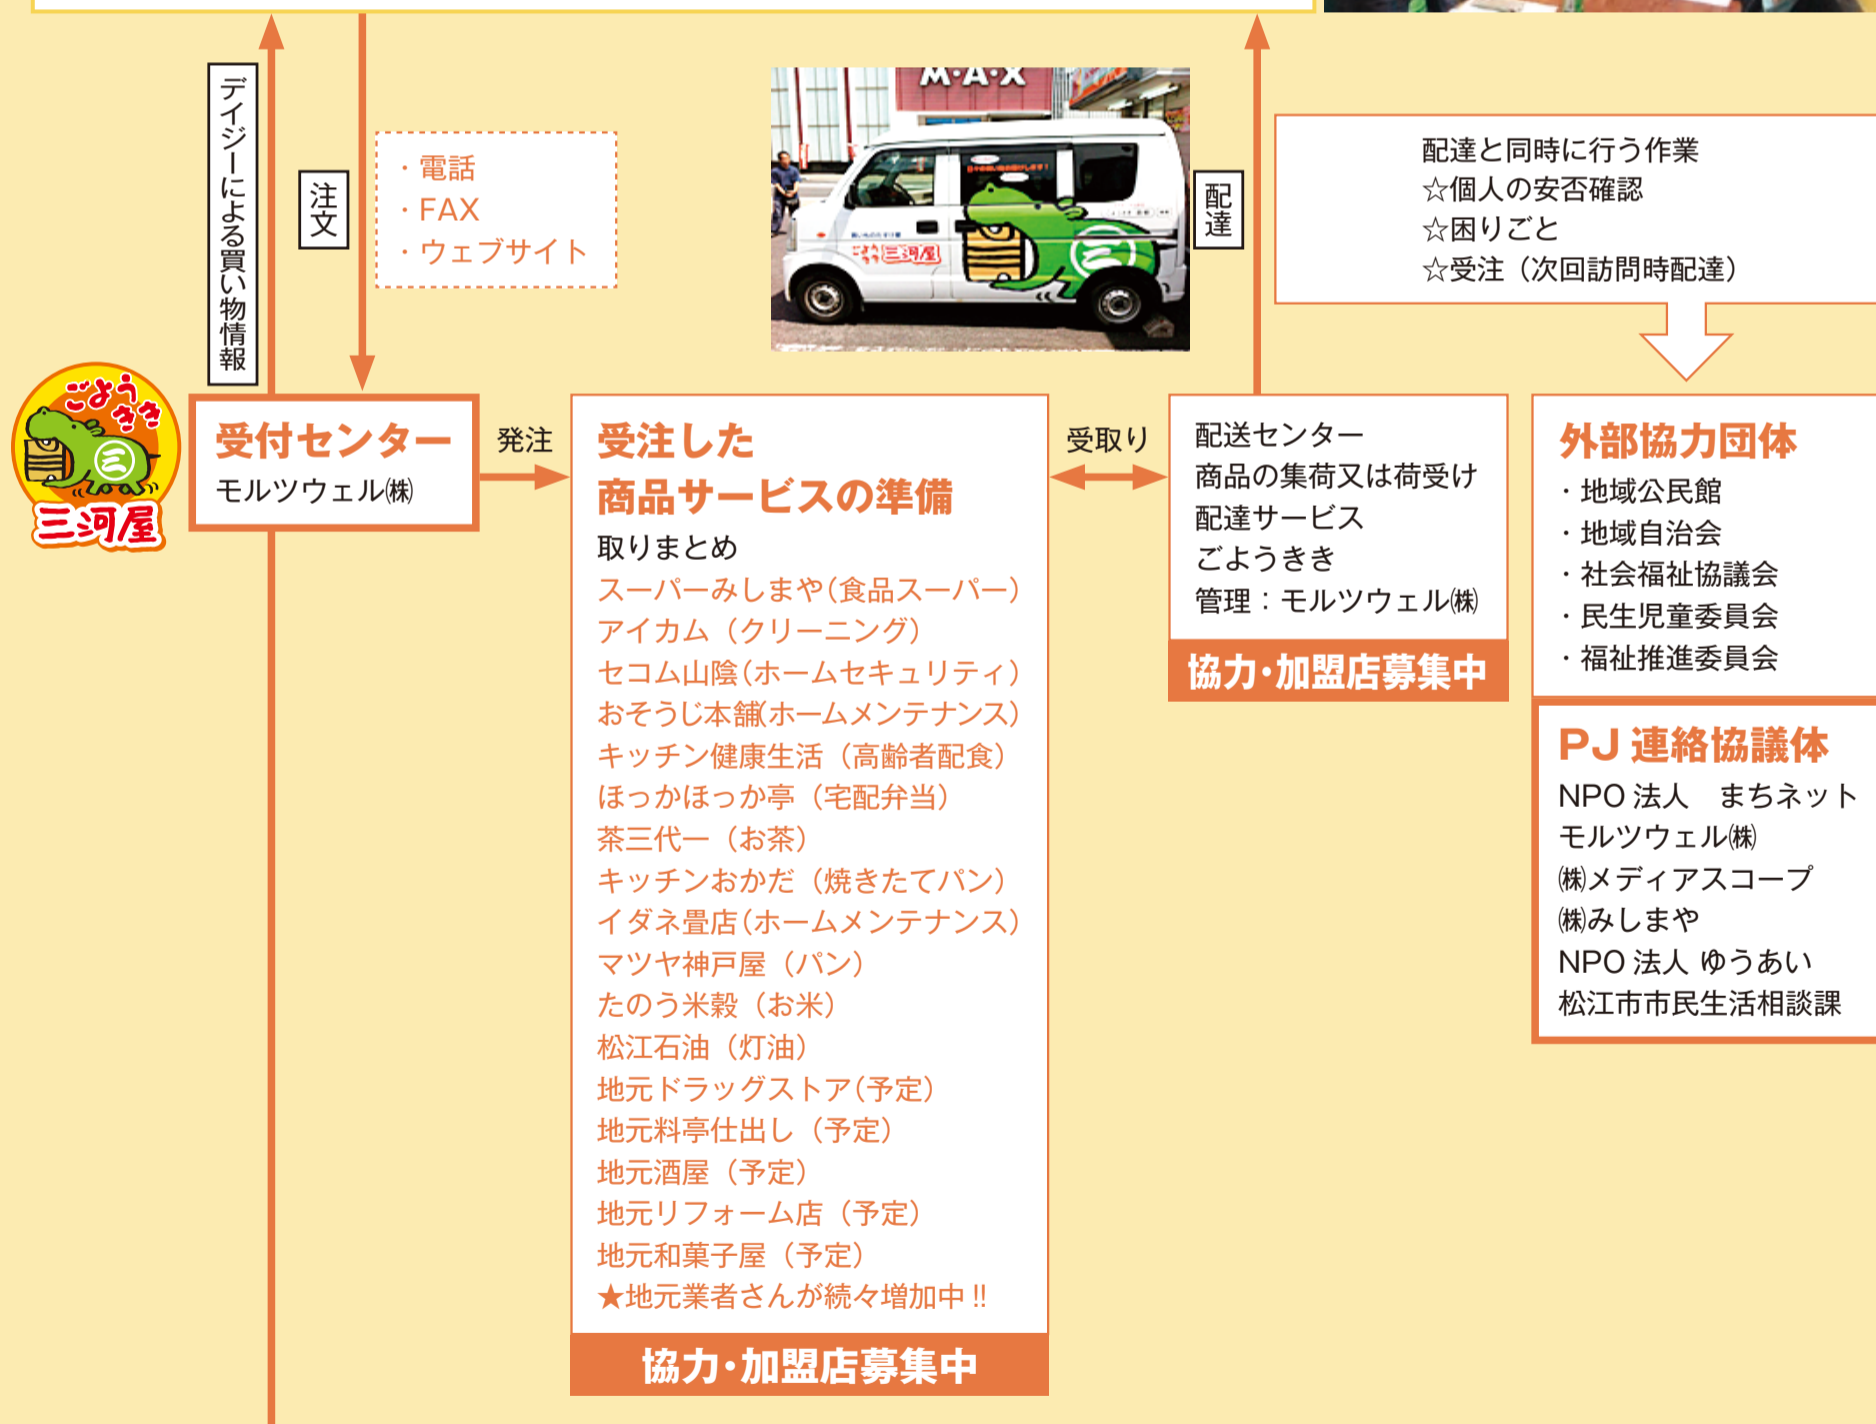 デイジーによる買い物情報
注文
・電話
・FAX
・ウェブサイト
M・A・X
三河屋
三
配達
配達と同時に行う作業
☆個人の安否確認
☆困りごと
☆受注（次回訪問時配達）
ごようきき
三
三河屋
受付センター
モルツウェル㈱
発注
受注した
商品サービスの準備
取りまとめ
スーパーみしまや（食品スーパー）
アイカム（クリーニング）
セコム山陰（ホームセキュリティ）
おそうじ本舗（ホームメンテナンス）
キッチン健康生活（高齢者配食）
ほっかほっか亭（宅配弁当）
茶三代一（お茶）
キッチンおかだ（焼きたてパン）
イダネ畳店（ホームメンテナンス）
マツヤ神戸屋（パン）
たのう米穀（お米）
松江石油（灯油）
地元ドラッグストア（予定）
地元料亭仕出し（予定）
地元酒屋（予定）
地元リフォーム店（予定）
地元和菓子屋（予定）
★地元業者さんが続々増加中!!
協力・加盟店募集中
受取り
配送センター
商品の集荷又は荷受け
配達サービス
ごようきき
管理：モルツウェル㈱
協力・加盟店募集中
外部協力団体
・地域公民館
・地域自治会
・社会福祉協議会
・民生児童委員会
・福祉推進委員会
PJ 連絡協議体
NPO 法人　まちネット
モルツウェル㈱
㈱メディアスコープ
㈱みしまや
NPO 法人 ゆうあい
松江市市民生活相談課